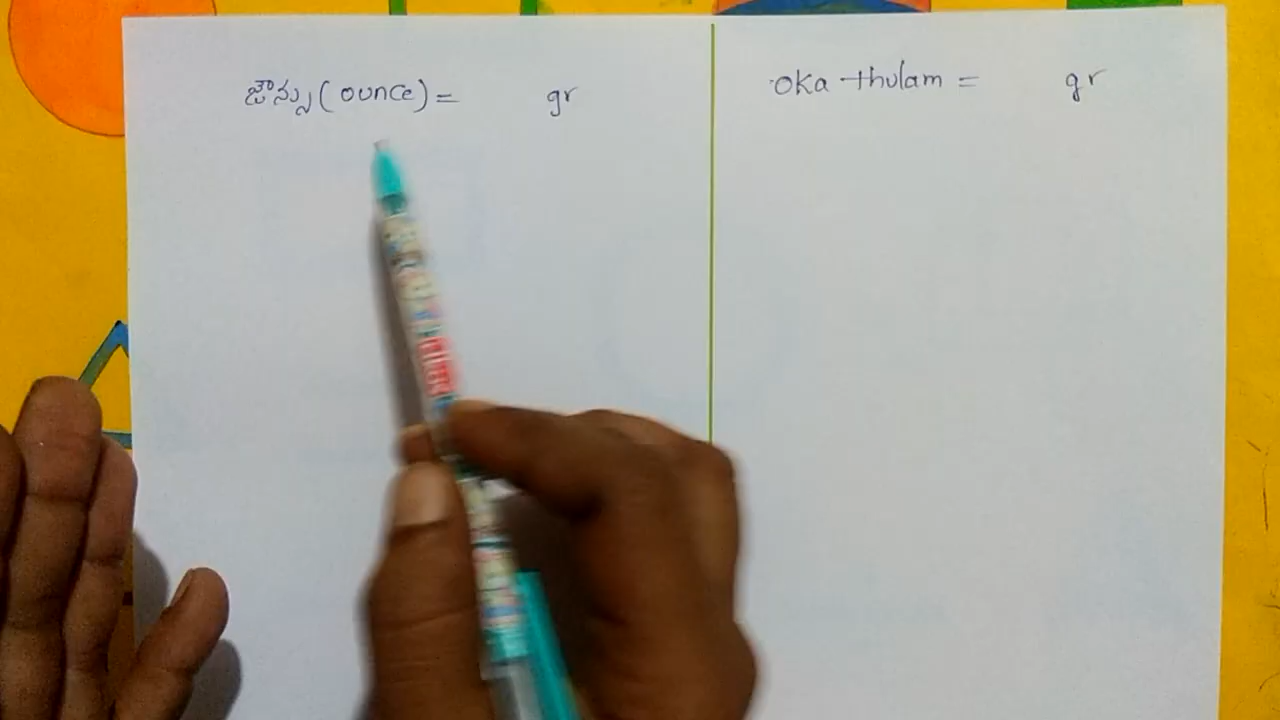 ఔన్సు (ounce) = gr
oka thulam = gr